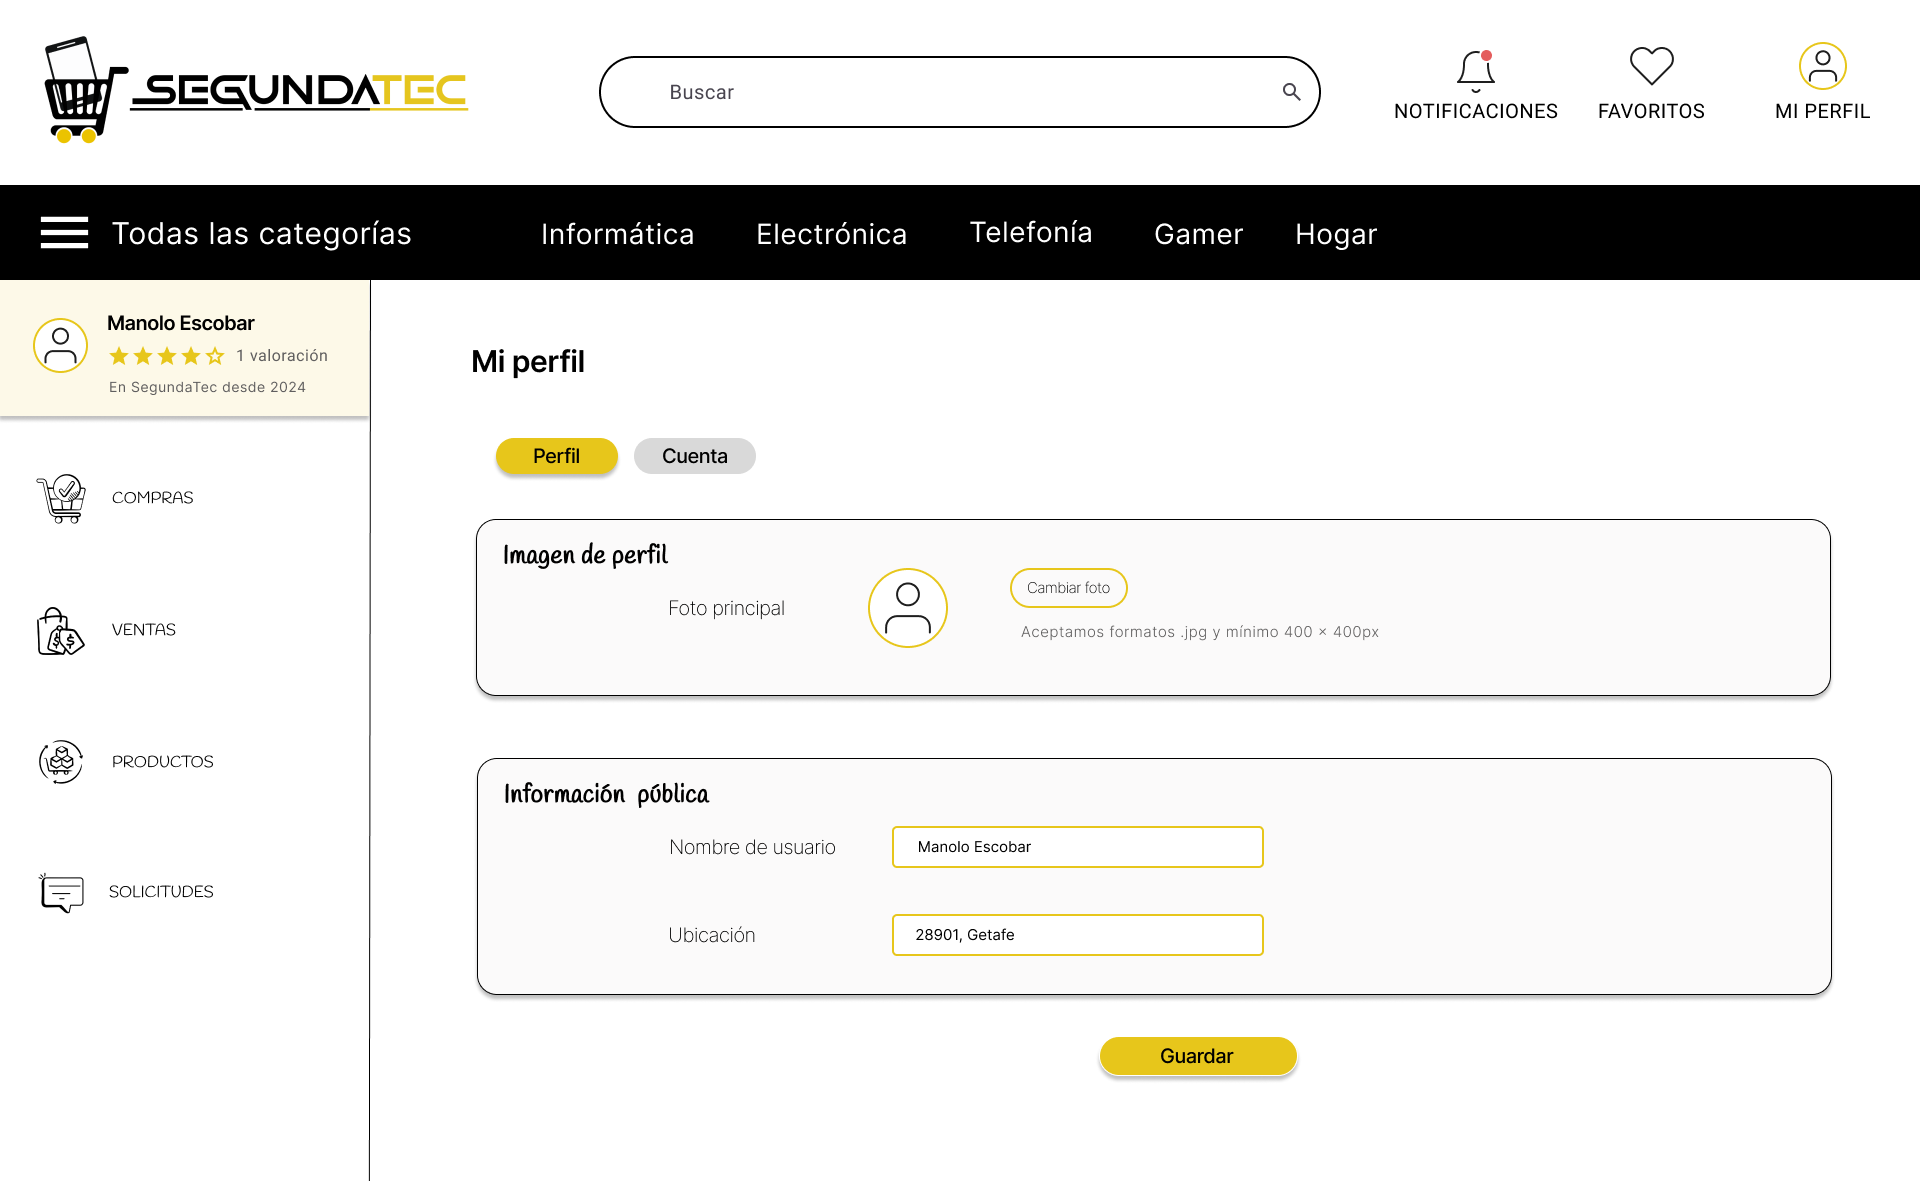 SEGUNDATEC
Buscar
NOTIFICACIONES
FAVORITOS
MI PERFIL
Todas las categorías
Informática
Electrónica
Telefonía
Gamer
Hogar
Manolo Escobar
1 valoración
En SegundaTec desde 2024
COMPRAS
VENTAS
PRODUCTOS
SOLICITUDES
Mi perfil
Perfil
Cuenta
Imagen de perfil
Foto principal
Cambiar foto
Aceptamos formatos .jpg y mínimo 400 × 400px
Información pública
Nombre de usuario
Manolo Escobar
Ubicación
28901, Getafe
Guardar